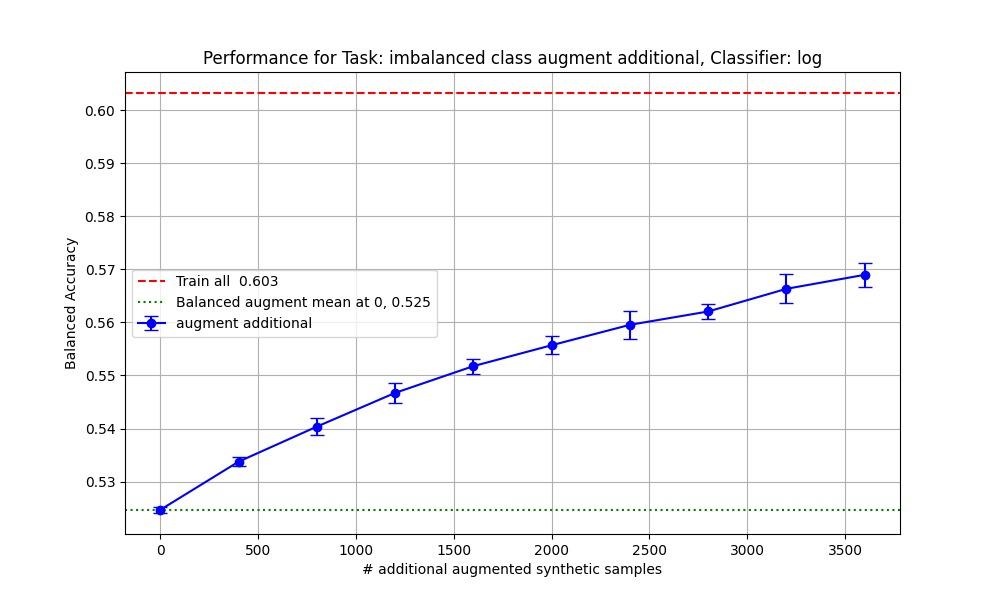 Performance for Task: imbalanced class augment additional, Classifier: log
Balanced Accuracy
0.60
0.59
0.58
0.57
0.56
0.55
0.54
0.53
Train all  0.603
Balanced augment mean at 0, 0.525
augment additional
0 500 1000 1500 2000 2500 3000 3500
# additional augmented synthetic samples